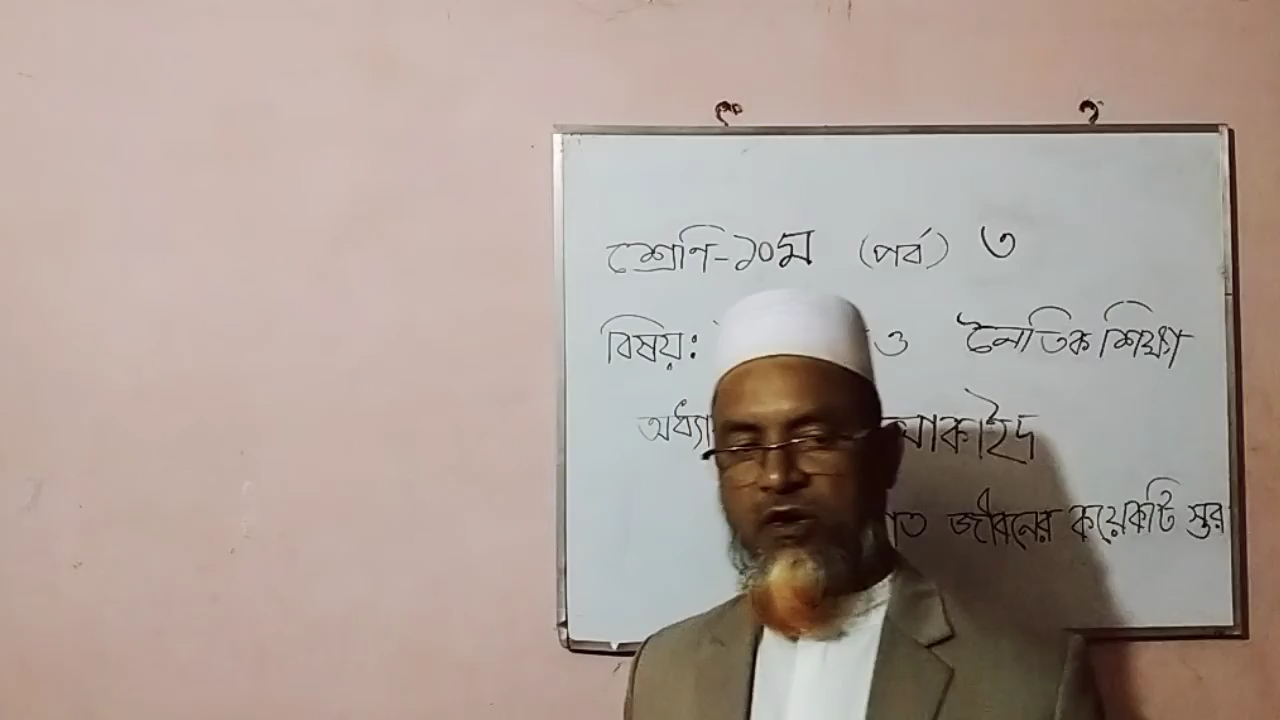 শ্রেণি-১০ম (পর্ব) ৩
বিষয়: ও নৈতিক শিক্ষা
অধ্যা আকাইদ
জীবনের কয়েকটি স্তর